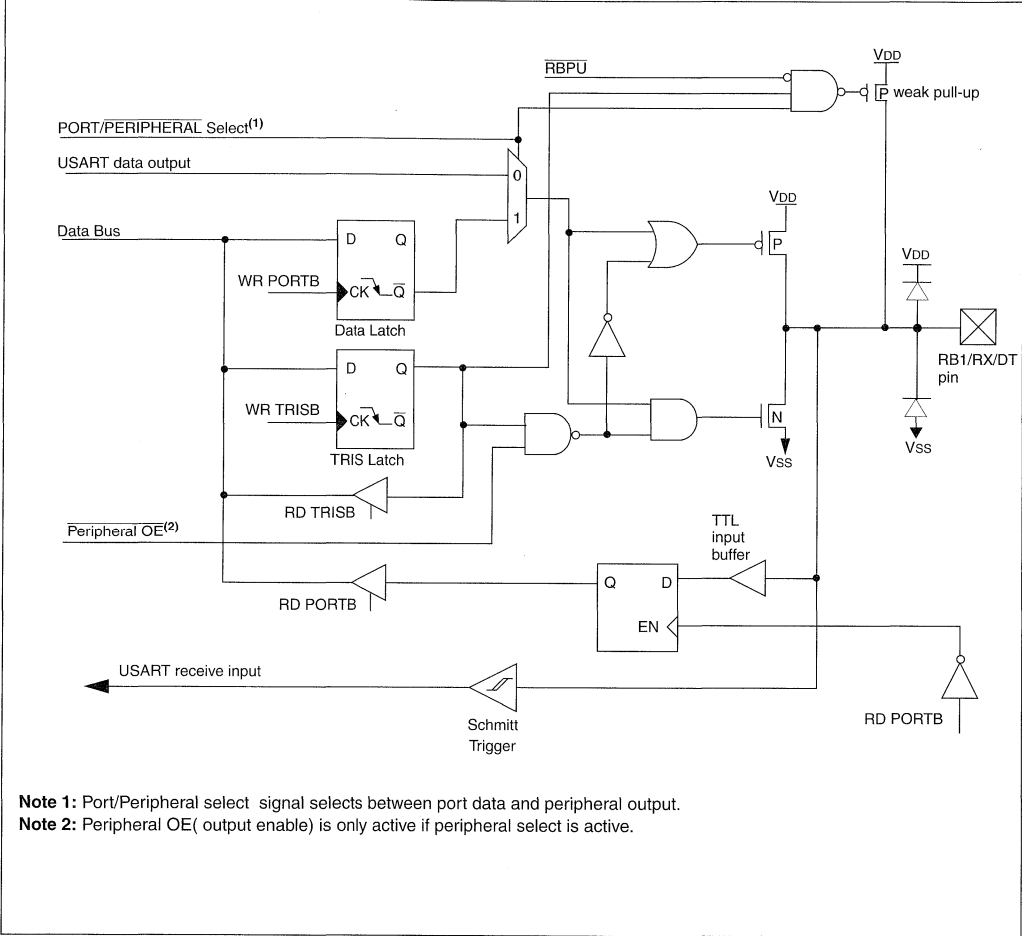 RBPU
VDD
P weak pull-up
PORT/PERIPHERAL Select(1)
USART data output
0
1
VDD
P
Data Bus
D Q
WR PORTB
CK Q
Data Latch
VDD
RB1/RX/DT
pin
D Q
WR TRISB
CK Q
TRIS Latch
N
VSS
VSS
RD TRISB
Peripheral OE(2)
TTL
input
buffer
Q D
EN
RD PORTB
USART receive input
Schmitt
Trigger
RD PORTB
Note 1: Port/Peripheral select signal selects between port data and peripheral output.
Note 2: Peripheral OE( output enable) is only active if peripheral select is active.